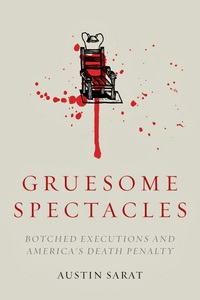 GRUESOME
SPECTACLES
BOTCHED EXECUTIONS AND
AMERICA'S DEATH PENALTY
AUSTIN SARAT